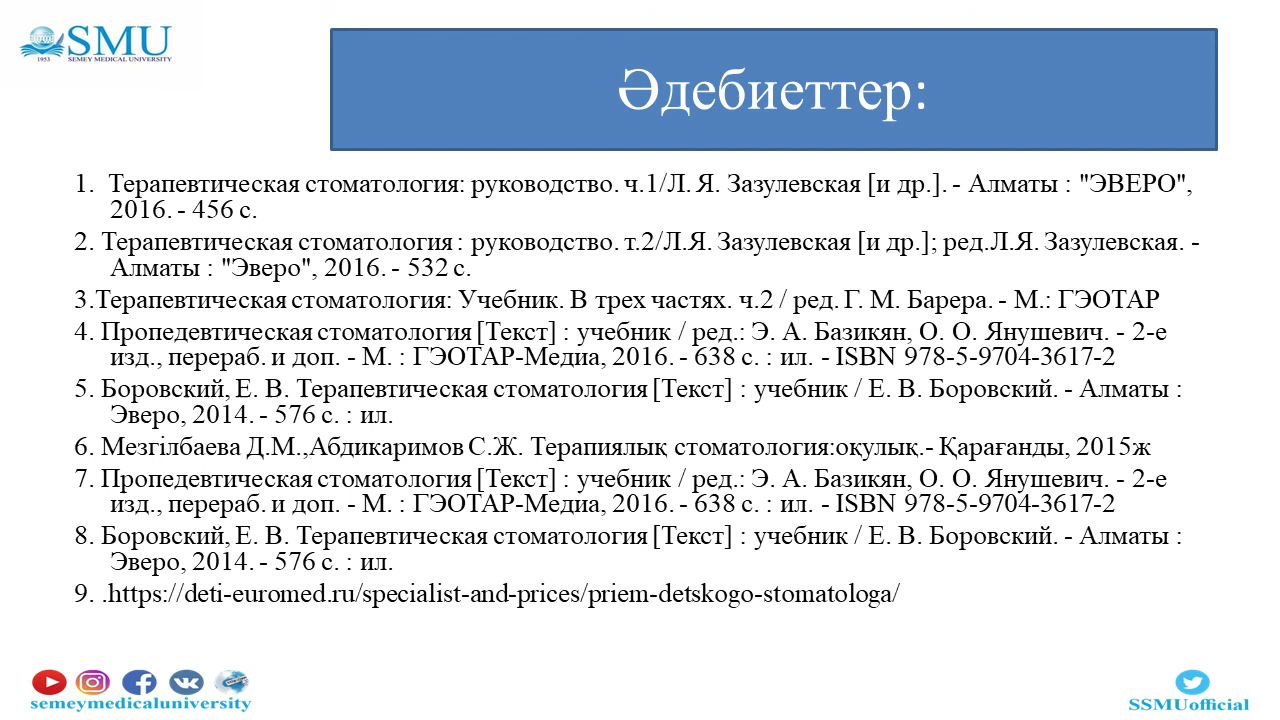 SMU
SEMEY MEDICAL UNIVERSITY
1953
Әдебиеттер:
1. Терапевтическая стоматология: руководство. ч.1/Л. Я. Зазулевская [и др.]. - Алматы : "ЭВЕРО",
2016. - 456 с.
2. Терапевтическая стоматология : руководство. т.2/Л.Я. Зазулевская [и др.]; ред.Л.Я. Зазулевская. -
Алматы : "Эверо", 2016. - 532 с.
3.Терапевтическая стоматология: Учебник. В трех частях. ч.2 / ред. Г. М. Барера. - М.: ГЭОТАР
4. Пропедевтическая стоматология [Текст] : учебник / ред.: Э. А. Базикян, О. О. Янушевич. - 2-е
изд., перераб. и доп. - М. : ГЭОТАР-Медиа, 2016. - 638 с. : ил. - ISBN 978-5-9704-3617-2
5. Боровский, Е. В. Терапевтическая стоматология [Текст] : учебник / Е. В. Боровский. - Алматы :
Эверо, 2014. - 576 с. : ил.
6. Мезгілбаева Д.М.,Абдикаримов С.Ж. Терапиялық стоматология:оқулық.- Қарағанды, 2015ж
7. Пропедевтическая стоматология [Текст] : учебник / ред.: Э. А. Базикян, О. О. Янушевич. - 2-е
изд., перераб. и доп. - М. : ГЭОТАР-Медиа, 2016. - 638 с. : ил. - ISBN 978-5-9704-3617-2
8. Боровский, Е. В. Терапевтическая стоматология [Текст] : учебник / Е. В. Боровский. - Алматы :
Эверо, 2014. - 576 с. : ил.
9. .https://deti-euromed.ru/specialist-and-prices/priem-detskogo-stomatologa/
semeymedicaluniversity
SSMUofficial